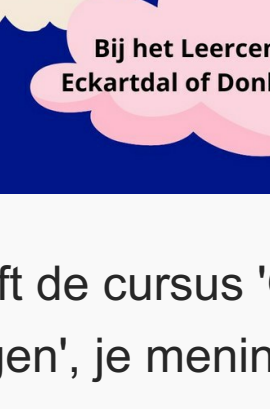 Bij het Leercen
Eckartdal of Donk
ft de cursus '
gen', je menin